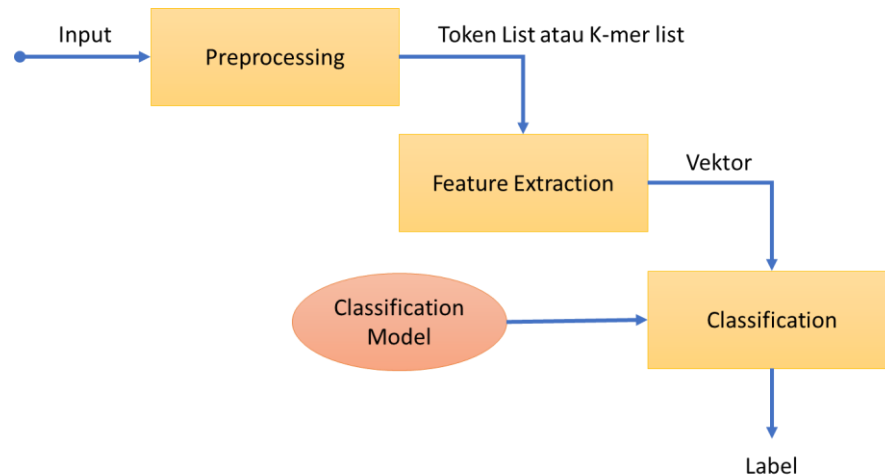 Input
Preprocessing
Token List atau K-mer list
Feature Extraction
Vektor
Classification
Model
Classification
Label